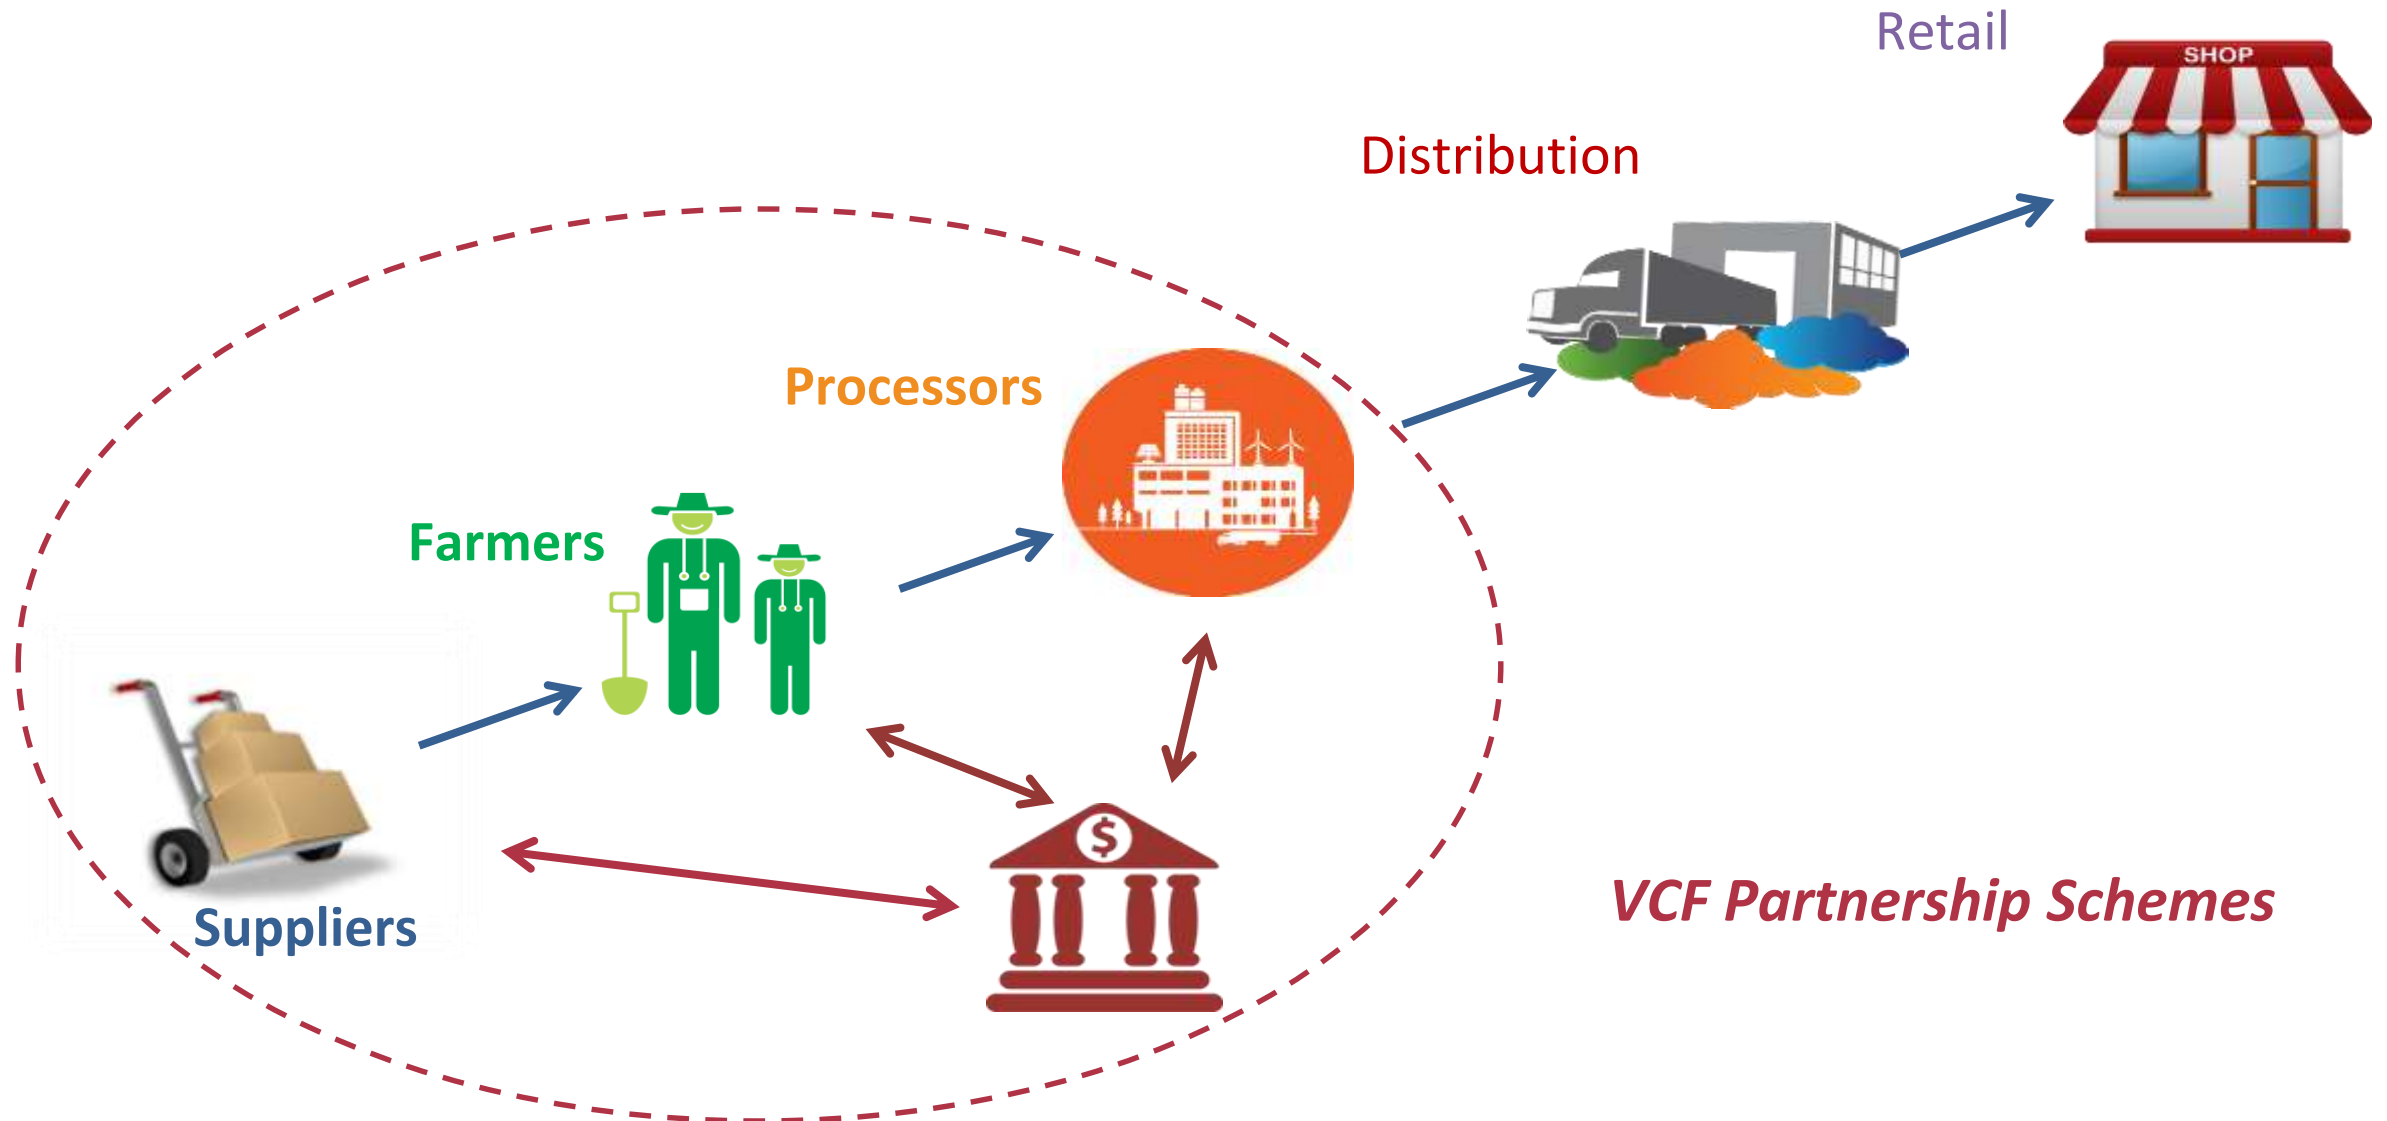 Retail
SHOP
Distribution
Processors
Farmers
$
Suppliers
VCF Partnership Schemes